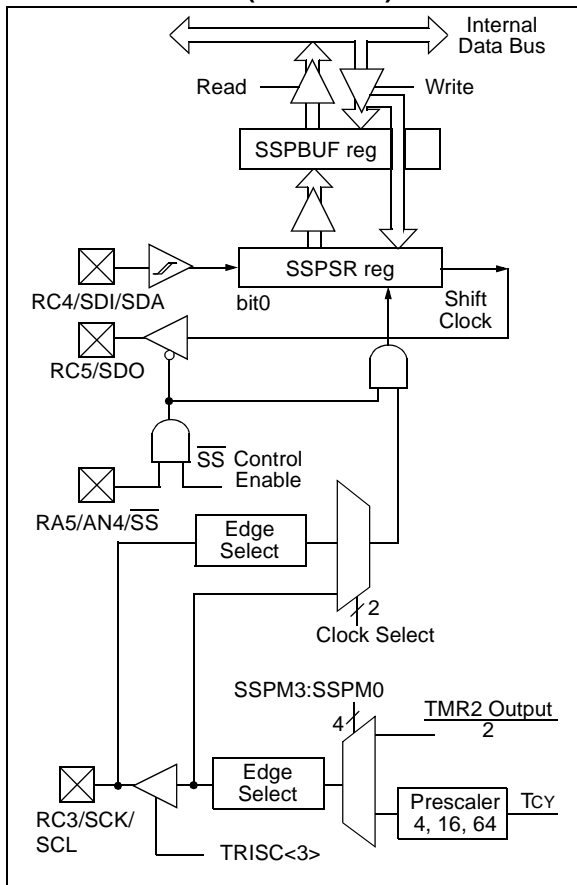 Internal
Data Bus
Read
Write
SSPBUF reg
SSPSR reg
RC4/SDI/SDA
bit0
Shift
Clock
RC5/SDO
SS Control
Enable
RA5/AN4/SS
Edge
Select
2
Clock Select
SSPM3:SSPM0
4
TMR2 Output
2
Edge
Select
Prescaler
4, 16, 64
TCY
RC3/SCK/
SCL
TRISC<3>